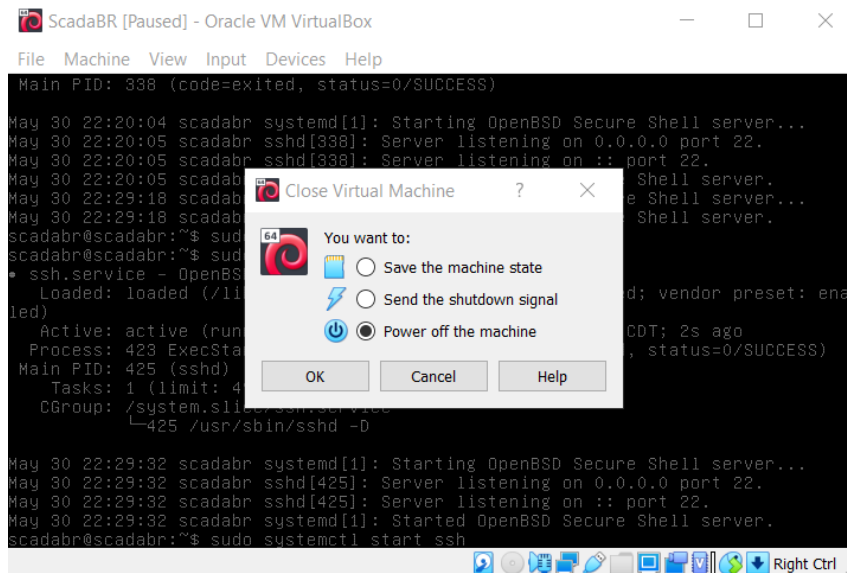 ScadaBR [Paused] - Oracle VM VirtualBox
File Machine View Input Devices Help
Main PID: 338 (code=exited, status=0/SUCCESS)
May 30 22:20:04 scadabr systemd[1]: Starting OpenBSD Secure Shell server...
May 30 22:20:05 scadabr sshd[338]: Server listening on 0.0.0.0 port 22.
May 30 22:20:05 scadabr sshd[338]: Server listening on :: port 22.
May 30 22:20:05 scadab Shell server.
May 30 22:29:18 scadab e Shell server...
May 30 22:29:18 scadab Shell server.
scadabr@scadabr:~$ sud
scadabr@scadabr:~$ sud
• ssh.service - OpenBS
Loaded: loaded (/li ed; vendor preset: ena
led)
Active: active (run CDT; 2s ago
Process: 423 ExecSta , status=0/SUCCESS)
Main PID: 425 (sshd)
Tasks: 1 (limit: 4
CGroup: /system.slice/ssh.service
└─425 /usr/sbin/sshd -D
May 30 22:29:32 scadabr systemd[1]: Starting OpenBSD Secure Shell server...
May 30 22:29:32 scadabr sshd[425]: Server listening on 0.0.0.0 port 22.
May 30 22:29:32 scadabr sshd[425]: Server listening on :: port 22.
May 30 22:29:32 scadabr systemd[1]: Started OpenBSD Secure Shell server.
scadabr@scadabr:~$ sudo systemctl start ssh
64
Close Virtual Machine ?
64
You want to:
Save the machine state
Send the shutdown signal
Power off the machine
OK Cancel Help
Right Ctrl